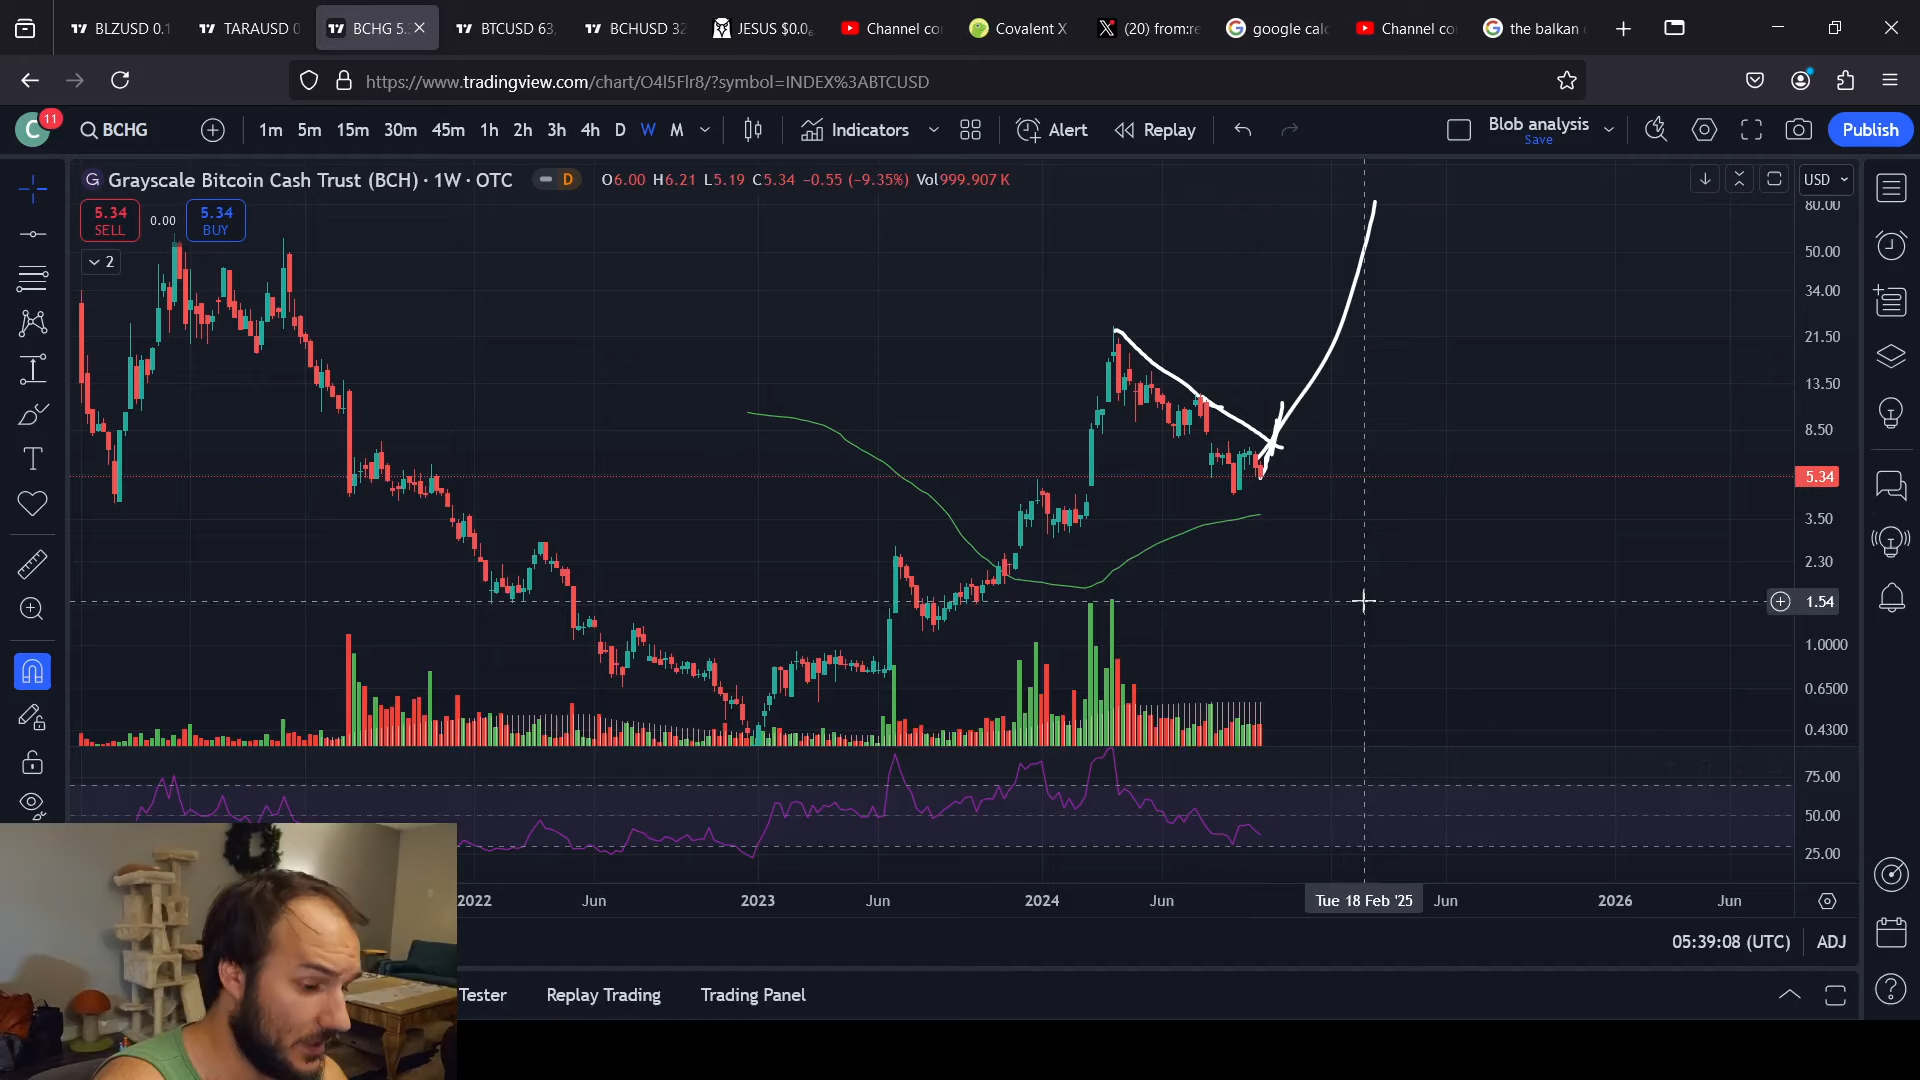 BLZUSD 0.1
TARAUSD 0
BCHG 5.
BTCUSD 63,
BCHUSD 32
JESUS $0.0
Channel co
Covalent X
(20) from:re
google calc
Channel co
the balkan
https://www.tradingview.com/chart/O4l5Flr8/?symbol=INDEX%3ABTCUSD
C 11 BCHG 1m 5m 15m 30m 45m 1h 2h 3h 4h D W M Indicators Alert Replay Blob analysis Publish
Save
G Grayscale Bitcoin Cash Trust (BCH) · 1W · OTC D O6.00 H6.21 L5.19 C5.34 −0.55 (−9.35%) Vol999.907 K USD
5.34 0.00 5.34
SELL BUY
2
80.00
50.00
34.00
21.50
13.50
8.50
5.34
3.50
2.30
1.54
1.0000
0.6500
0.4300
75.00
50.00
25.00
2022 Jun 2023 Jun 2024 Jun Tue 18 Feb '25 Jun 2026 Jun
05:39:08 (UTC) ADJ
Tester Replay Trading Trading Panel